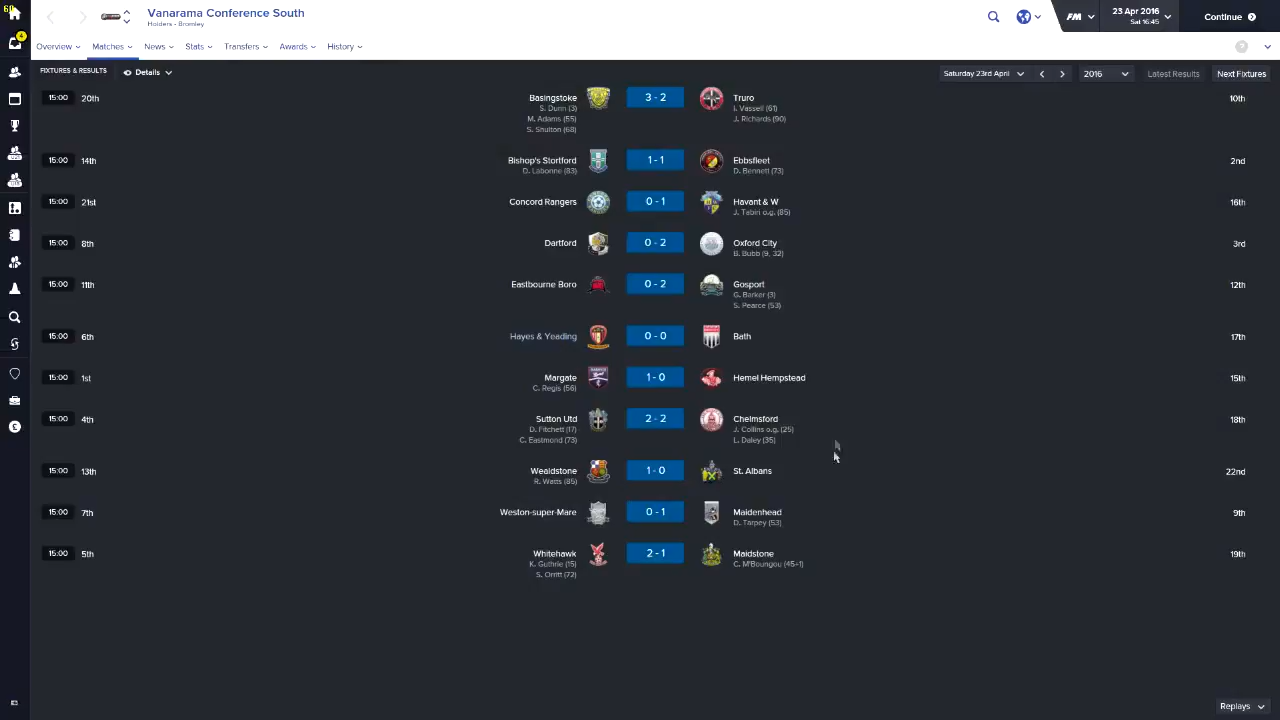 Vanarama Conference South
Holders - Bromley
23 Apr 2016
Sat 16:45
FM
Continue
4
Overview
Matches
News
Stats
Transfers
Awards
History
FIXTURES & RESULTS
Details
Saturday 23rd April
2016
Latest Results
Next Fixtures
15:00 20th Basingstoke 3 - 2 Truro 10th
S. Dunn (3) I. Vassell (61)
M. Adams (55) J. Richards (90)
S. Shulton (68)
15:00 14th Bishop's Stortford 1 - 1 Ebbsfleet 2nd
D. Labonne (83) D. Bennett (73)
15:00 21st Concord Rangers 0 - 1 Havant & W 16th
J. Tabiri o.g. (85)
15:00 8th Dartford 0 - 2 Oxford City 3rd
B. Bubb (9, 32)
15:00 11th Eastbourne Boro 0 - 2 Gosport 12th
G. Barker (3)
S. Pearce (53)
15:00 6th Hayes & Yeading 0 - 0 Bath 17th
15:00 1st Margate 1 - 0 Hemel Hempstead 15th
C. Regis (56)
15:00 4th Sutton Utd 2 - 2 Chelmsford 18th
D. Fitchett (17) J. Collins o.g. (25)
C. Eastmond (73) L. Daley (35)
15:00 13th Wealdstone 1 - 0 St. Albans 22nd
R. Watts (85)
15:00 7th Weston-super-Mare 0 - 1 Maidenhead 9th
D. Tarpey (53)
15:00 5th Whitehawk 2 - 1 Maidstone 19th
K. Guthrie (15) C. M'Boungou (45+1)
S. Orritt (72)
Replays